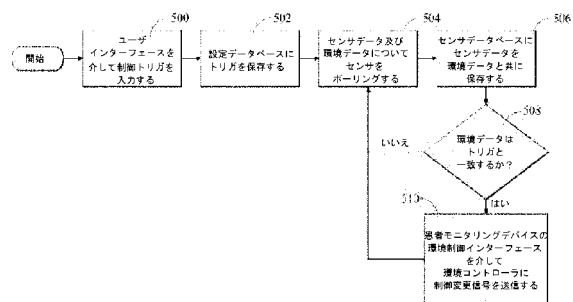 開始
500
ユーザ
インターフェースを
介して制御トリガを
入力する
502
設定データベースに
トリガを保存する
504
センサデータ及び
環境データについて
センサを
ポーリングする
506
センサデータベースに
センサデータを
環境データと共に
保存する
508
環境データは
トリガと
一致するか?
いいえ
はい
510
患者モニタリングデバイスの
環境制御インターフェース
を介して
環境コントローラに
制御変更信号を送信する